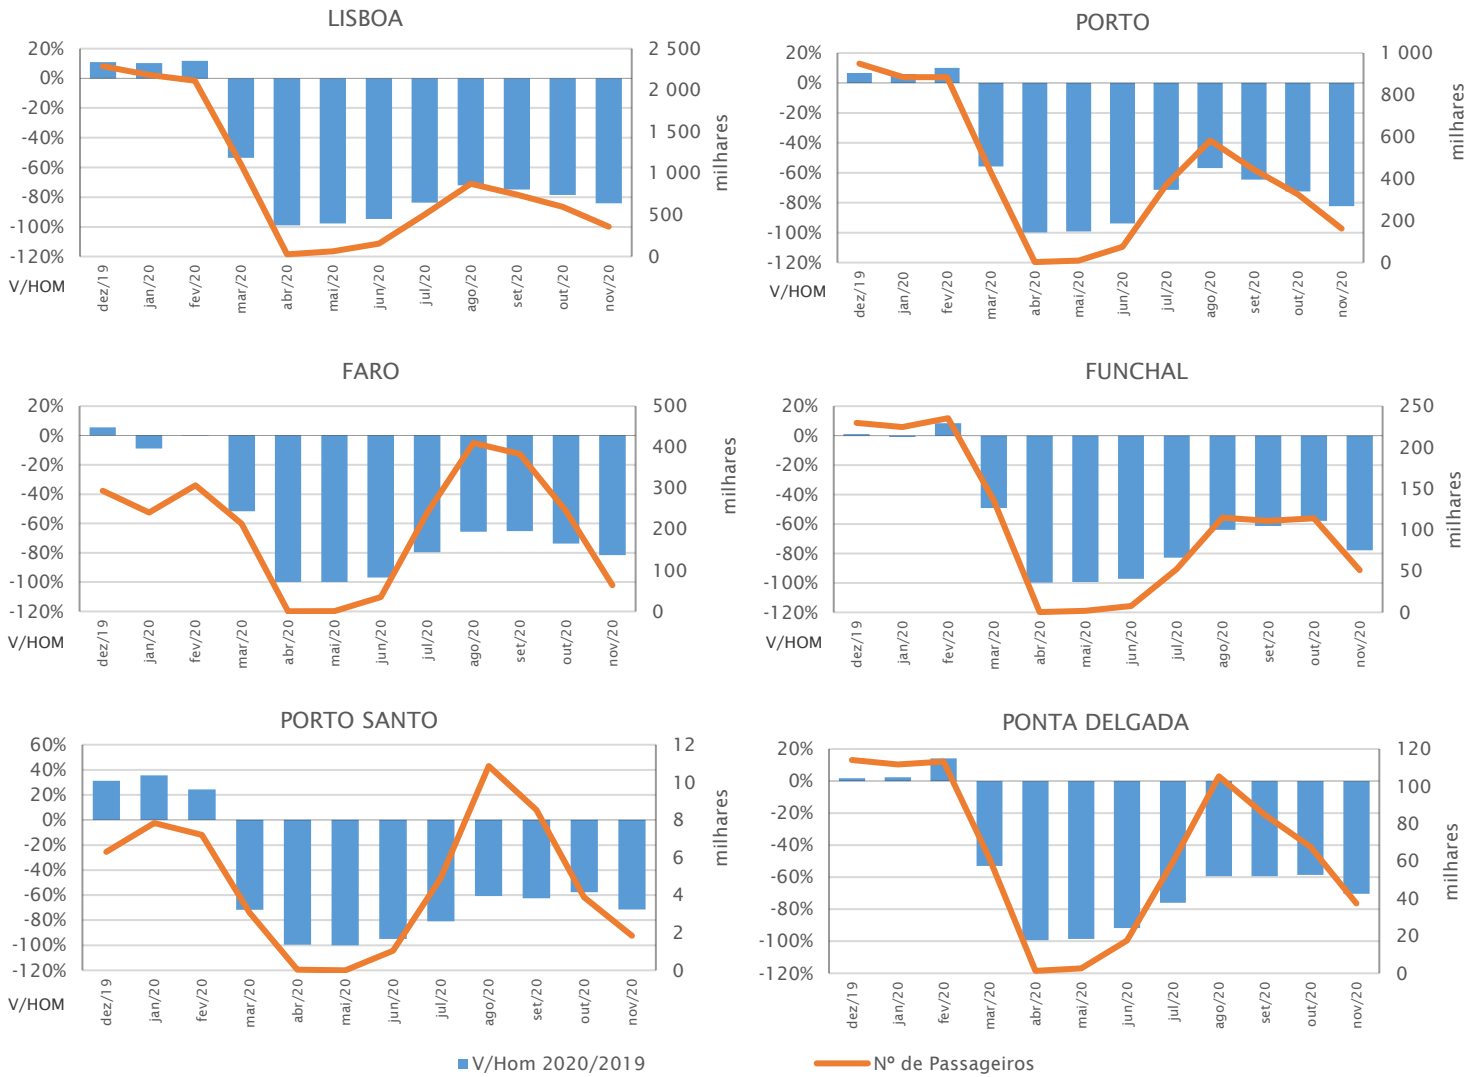 LISBOA
20%
0%
-20%
-40%
-60%
-80%
-100%
-120%
V/HOM
2 500
2 000
1 500
1 000
500
0
milhares
dez/19
jan/20
fev/20
mar/20
abr/20
mai/20
jun/20
jul/20
ago/20
set/20
out/20
nov/20
PORTO
20%
0%
-20%
-40%
-60%
-80%
-100%
-120%
V/HOM
1 000
800
600
400
200
0
milhares
dez/19
jan/20
fev/20
mar/20
abr/20
mai/20
jun/20
jul/20
ago/20
set/20
out/20
nov/20
FARO
20%
0%
-20%
-40%
-60%
-80%
-100%
-120%
V/HOM
500
400
300
200
100
0
milhares
dez/19
jan/20
fev/20
mar/20
abr/20
mai/20
jun/20
jul/20
ago/20
set/20
out/20
nov/20
FUNCHAL
20%
0%
-20%
-40%
-60%
-80%
-100%
-120%
V/HOM
250
200
150
100
50
0
milhares
dez/19
jan/20
fev/20
mar/20
abr/20
mai/20
jun/20
jul/20
ago/20
set/20
out/20
nov/20
PORTO SANTO
60%
40%
20%
0%
-20%
-40%
-60%
-80%
-100%
-120%
V/HOM
12
10
8
6
4
2
0
milhares
dez/19
jan/20
fev/20
mar/20
abr/20
mai/20
jun/20
jul/20
ago/20
set/20
out/20
nov/20
PONTA DELGADA
20%
0%
-20%
-40%
-60%
-80%
-100%
-120%
120
100
80
60
40
20
0
milhares
dez/19
jan/20
fev/20
mar/20
abr/20
mai/20
jun/20
jul/20
ago/20
set/20
out/20
nov/20
V/Hom 2020/2019
Nº de Passageiros